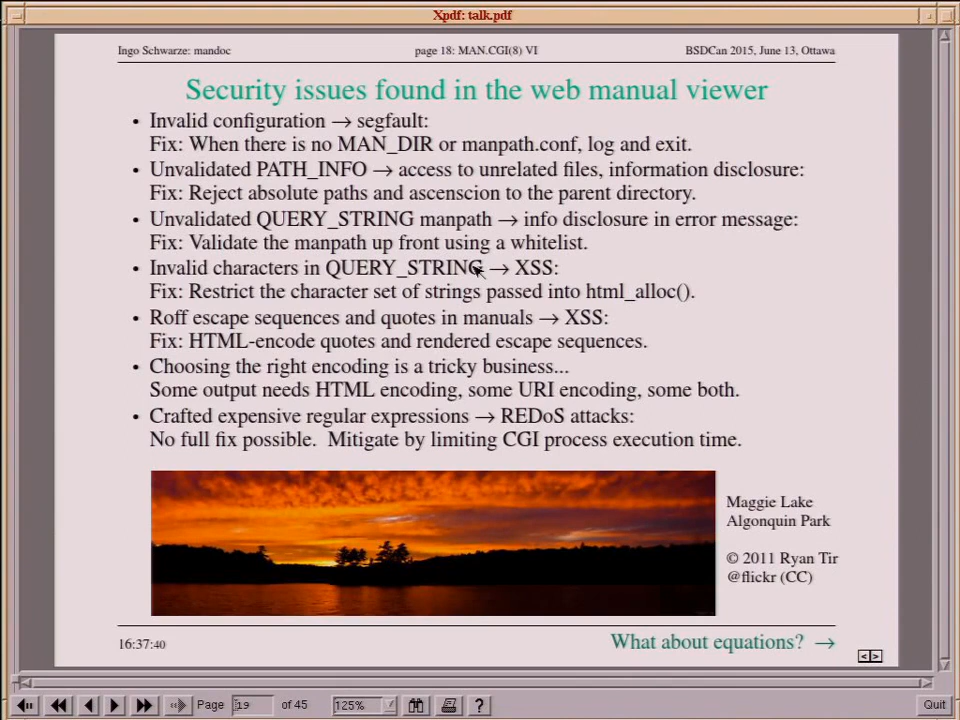 Xpdf: talk.pdf
Ingo Schwarze: mandoc
page 18: MAN.CGI(8) VI
BSDCan 2015, June 13, Ottawa
Security issues found in the web manual viewer
• Invalid configuration → segfault:
Fix: When there is no MAN_DIR or manpath.conf, log and exit.
• Unvalidated PATH_INFO → access to unrelated files, information disclosure:
Fix: Reject absolute paths and ascenscion to the parent directory.
• Unvalidated QUERY_STRING manpath → info disclosure in error message:
Fix: Validate the manpath up front using a whitelist.
• Invalid characters in QUERY_STRING → XSS:
Fix: Restrict the character set of strings passed into html_alloc().
• Roff escape sequences and quotes in manuals → XSS:
Fix: HTML-encode quotes and rendered escape sequences.
• Choosing the right encoding is a tricky business...
Some output needs HTML encoding, some URI encoding, some both.
• Crafted expensive regular expressions → REDoS attacks:
No full fix possible. Mitigate by limiting CGI process execution time.
Maggie Lake
Algonquin Park
© 2011 Ryan Tir
@flickr (CC)
16:37:40
What about equations? →
Page 19 of 45
125%
?
Quit